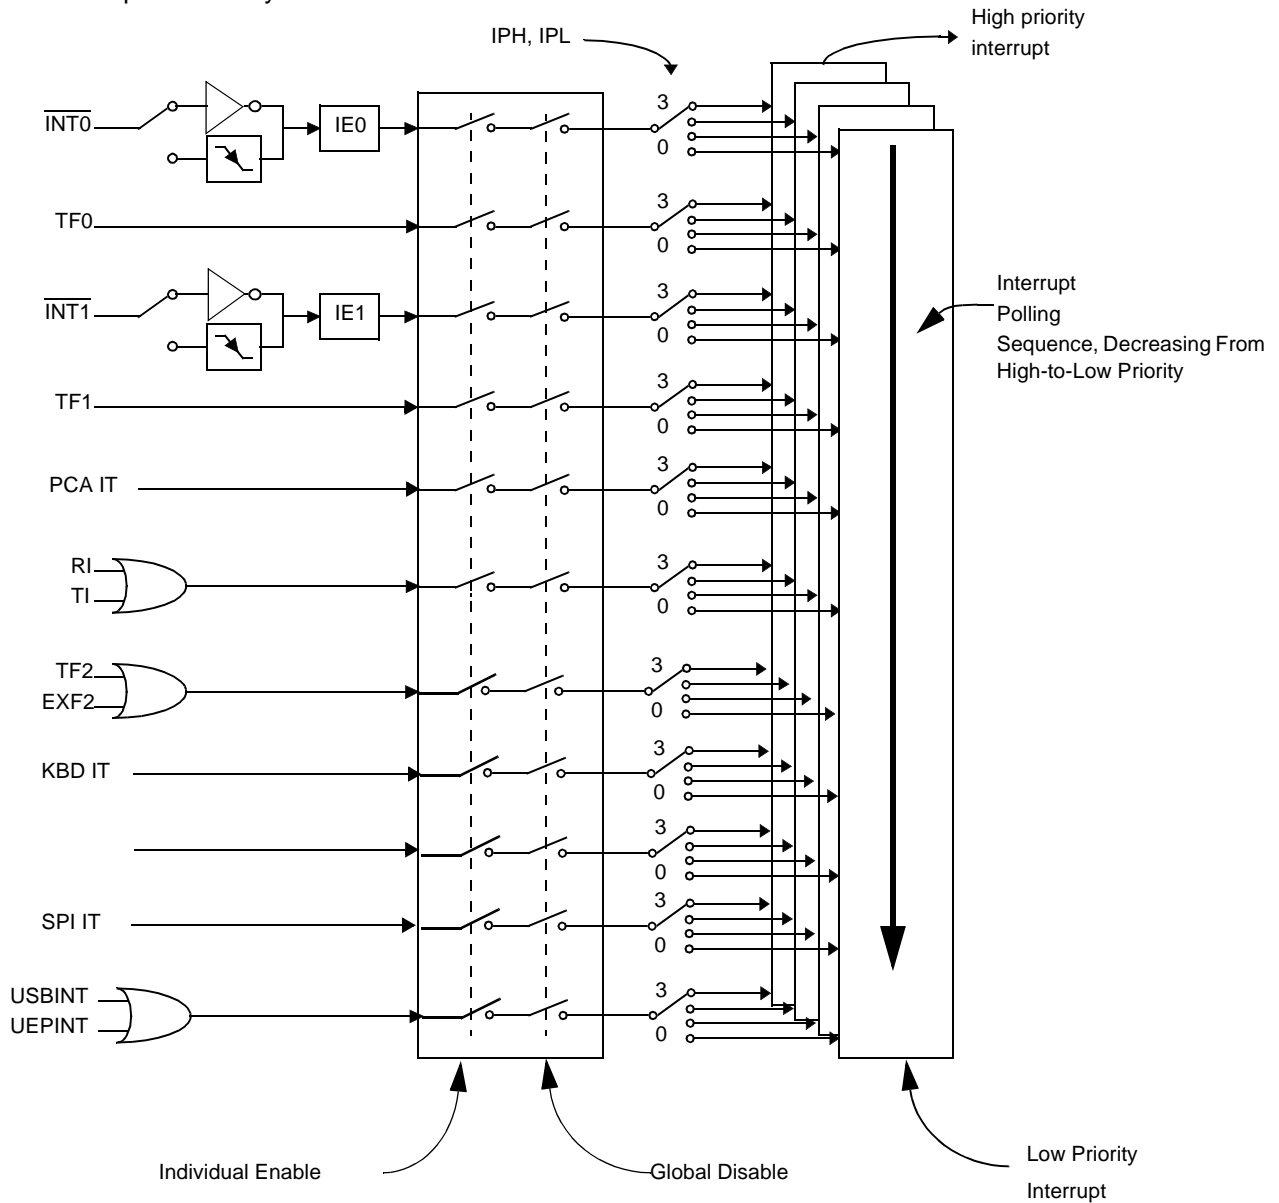 High priority
interrupt
IPH, IPL
3
0
INT0
IE0
TF0
3
0
INT1
IE1
3
0
Interrupt
Polling
Sequence, Decreasing From
High-to-Low Priority
TF1
3
0
PCA IT
3
0
RI
TI
3
0
TF2
EXF2
3
0
KBD IT
3
0
3
0
SPI IT
3
0
USBINT
UEPINT
3
0
Individual Enable
Global Disable
Low Priority
Interrupt